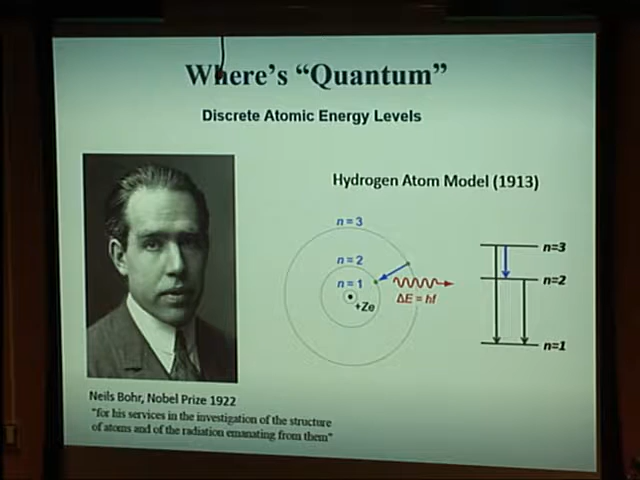 Where's “Quantum”
Discrete Atomic Energy Levels
Hydrogen Atom Model (1913)
n = 3
n = 2
n = 1
+Ze
ΔE = hf
n=3
n=2
n=1
Neils Bohr, Nobel Prize 1922
"for his services in the investigation of the structure
of atoms and of the radiation emanating from them"